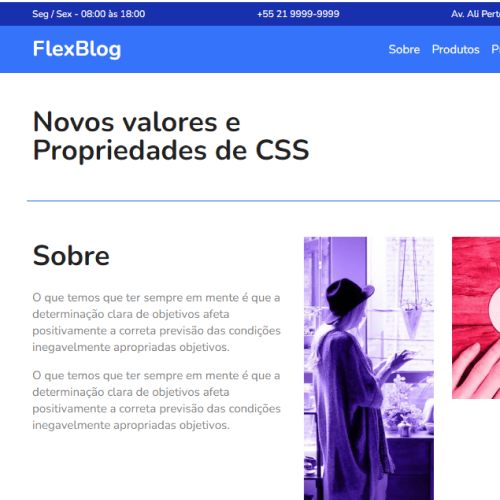 Seg / Sex - 08:00 às 18:00 +55 21 9999-9999 Av. Ali
FlexBlog Sobre Produtos
Novos valores e
Propriedades de CSS
Sobre
O que temos que ter sempre em mente é que a
determinação clara de objetivos afeta
positivamente a correta previsão das condições
inegavelmente apropriadas objetivos.
O que temos que ter sempre em mente é que a
determinação clara de objetivos afeta
positivamente a correta previsão das condições
inegavelmente apropriadas objetivos.